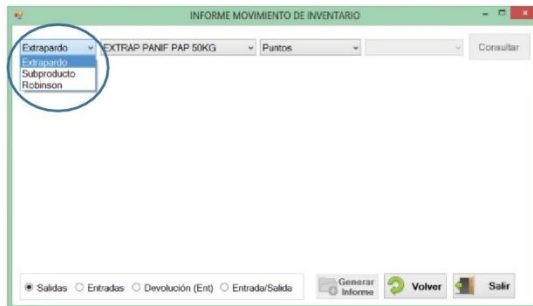 INFORME MOVIMIENTO DE INVENTARIO
Extrapardo EXTRAP PANIF PAP 50KG Puntos Consultar
Extrapardo
Subproducto
Robinson
Salidas Entradas Devolución (Ent) Entrada/Salida Generar Informe Volver Salir